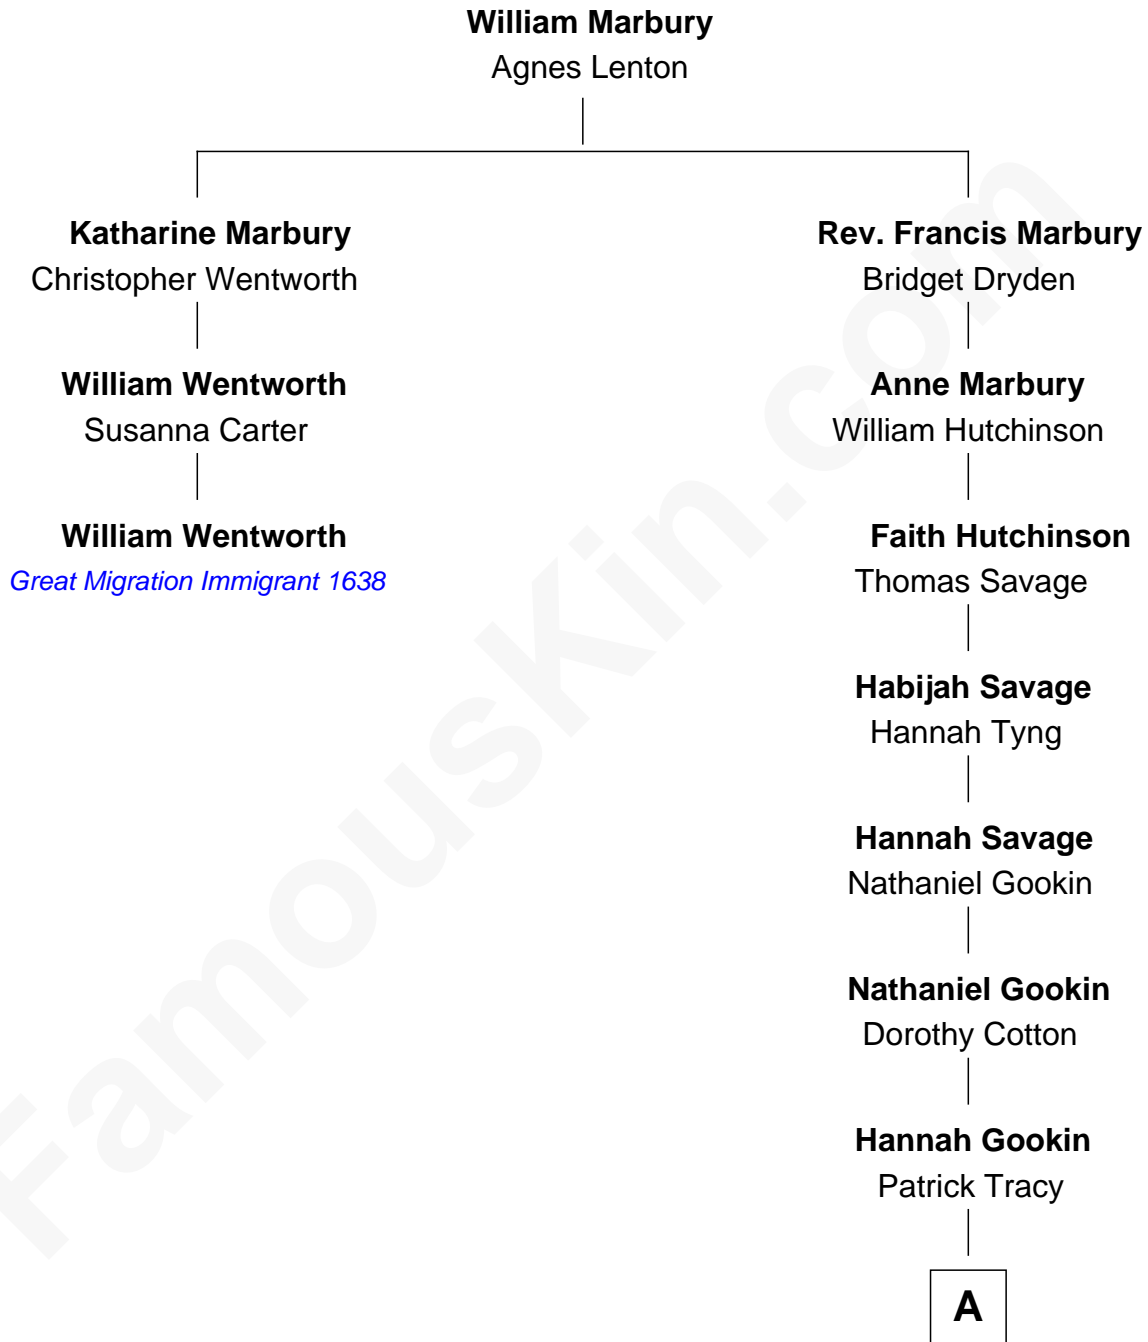 William Marbury
Agnes Lenton
Katharine Marbury
Christopher Wentworth
Rev. Francis Marbury
Bridget Dryden
William Wentworth
Susanna Carter
Anne Marbury
William Hutchinson
William Wentworth
Great Migration Immigrant 1638
Faith Hutchinson
Thomas Savage
Habijah Savage
Hannah Tyng
Hannah Savage
Nathaniel Gookin
Nathaniel Gookin
Dorothy Cotton
Hannah Gookin
Patrick Tracy
A
FamousKin.com